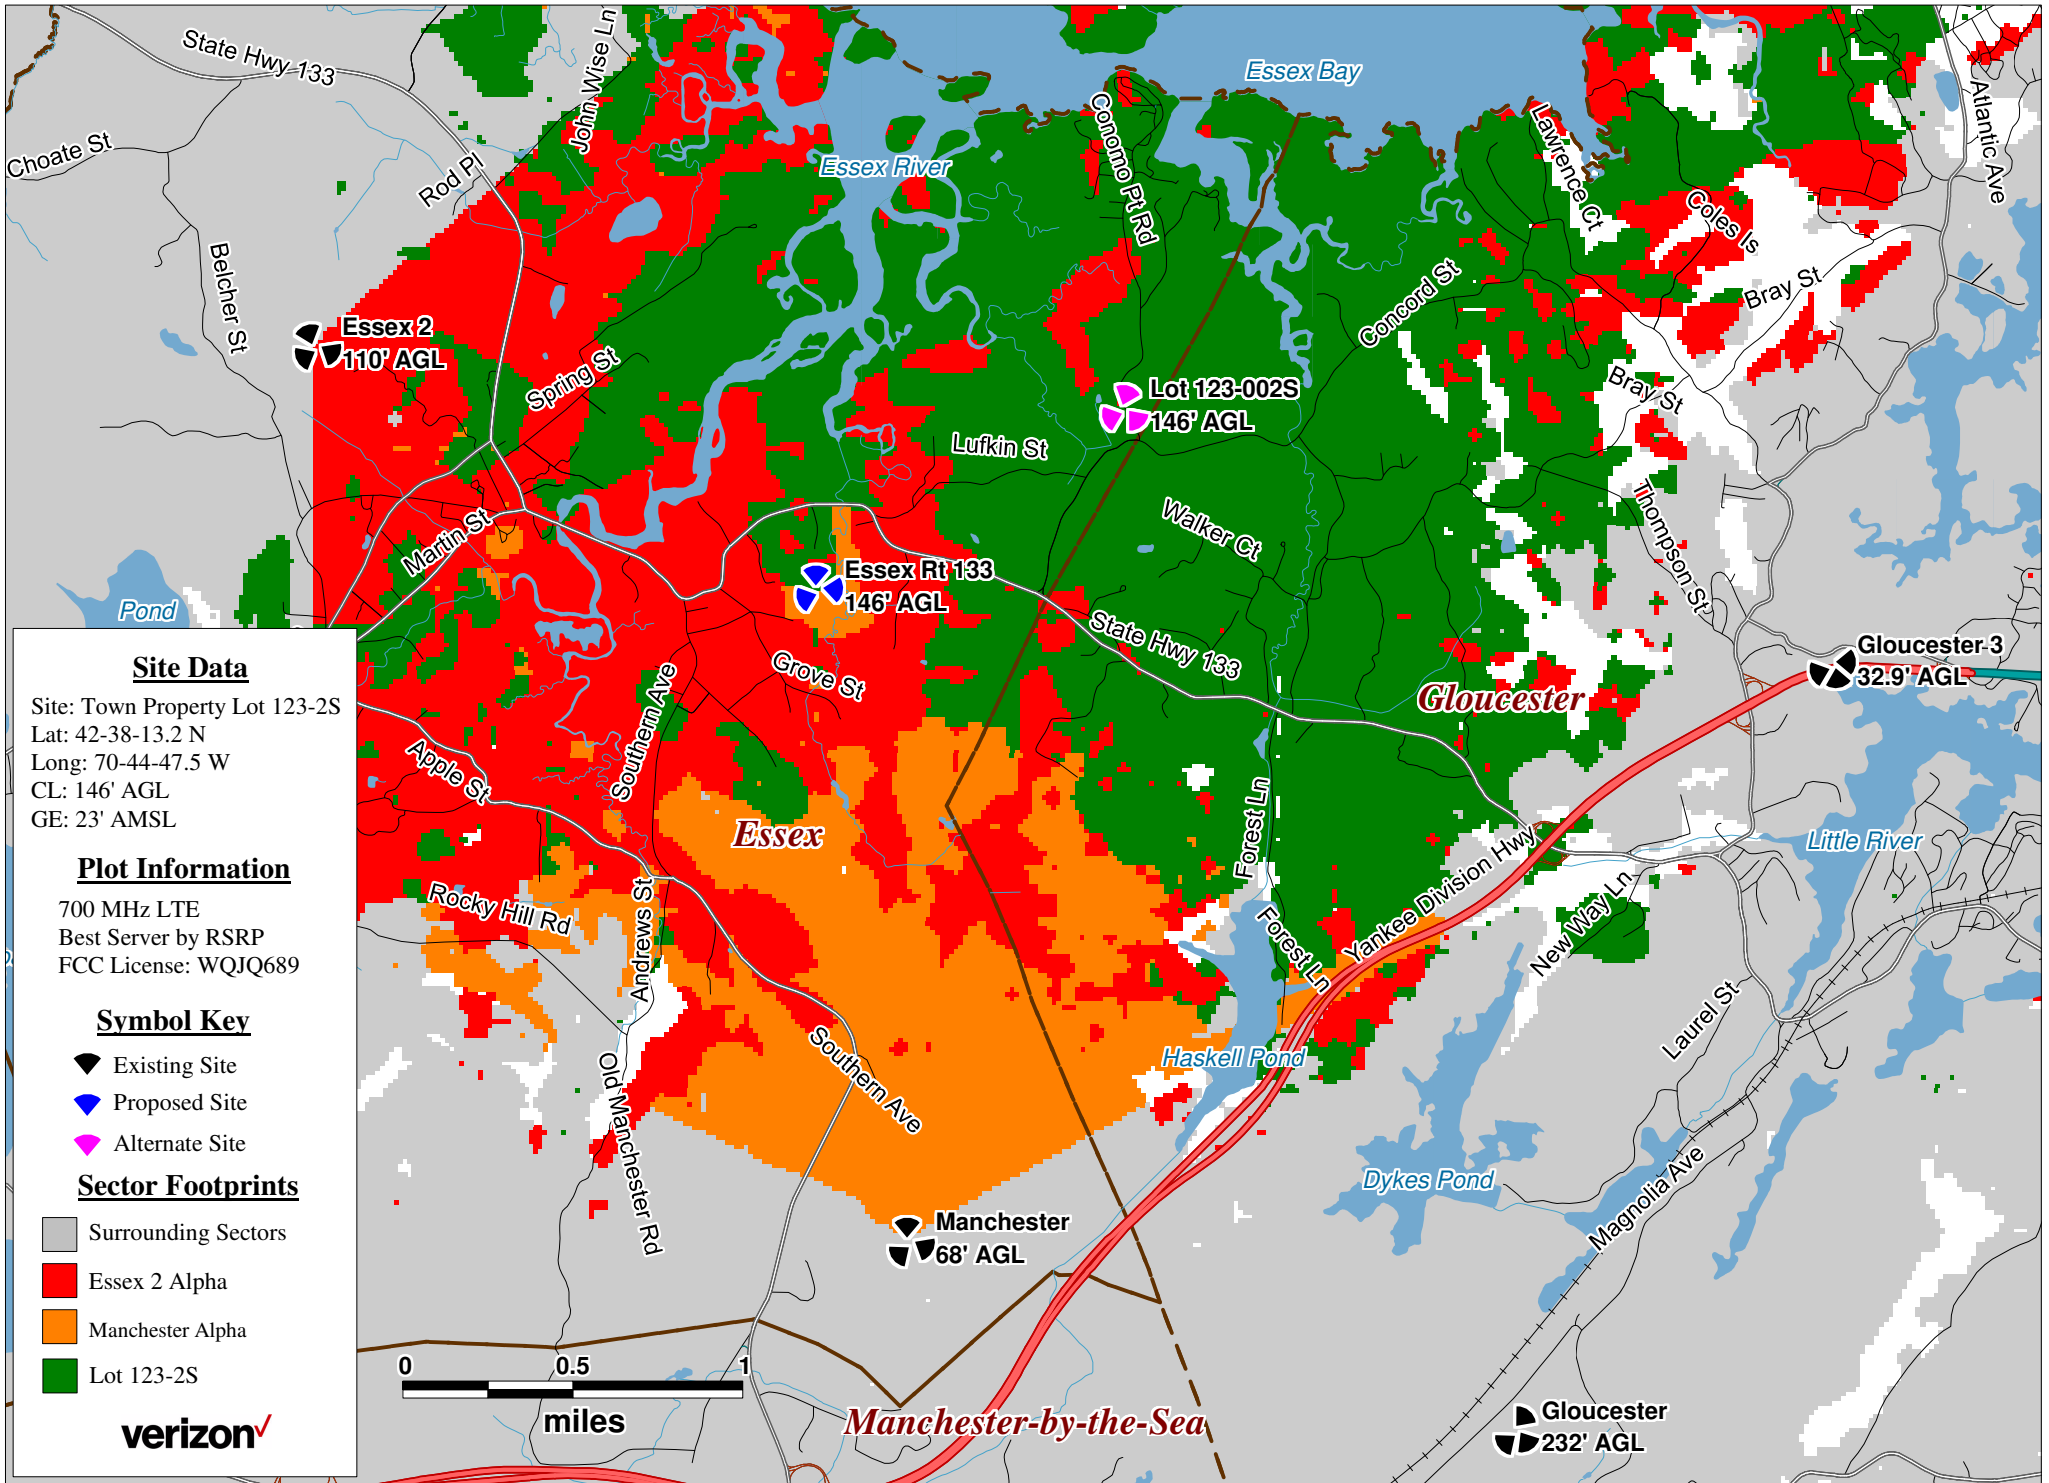 State Hwy 133
John Wise Ln
Essex Bay
Atlantic Ave
Choate St
Rod Pl
Essex River
Conomo Pt Rd
Lawrence Ct
Coles Is
Belcher St
Bray St
Concord St
Essex 2
110' AGL
Spring St
Lot 123-002S
146' AGL
Bray St
Lufkin St
Martin St
Walker Ct
Thompson St
Pond
Essex Rt 133
146' AGL
State Hwy 133
Gloucester-3
32.9' AGL
Grove St
Southern Ave
Gloucester
Apple St
Essex
Forest Ln
Little River
Rocky Hill Rd
Andrews St
Forest Ln
Yankee Division Hwy
New Way Ln
Laurel St
Old Manchester Rd
Southern Ave
Haskell Pond
Dykes Pond
Magnolia Ave
Manchester
68' AGL
Gloucester
232' AGL
Manchester-by-the-Sea
Site Data
Site: Town Property Lot 123-2S
Lat: 42-38-13.2 N
Long: 70-44-47.5 W
CL: 146' AGL
GE: 23' AMSL
Plot Information
700 MHz LTE
Best Server by RSRP
FCC License: WQJQ689
Symbol Key
Existing Site
Proposed Site
Alternate Site
Sector Footprints
Surrounding Sectors
Essex 2 Alpha
Manchester Alpha
Lot 123-2S
verizon
0 0.5 1
miles